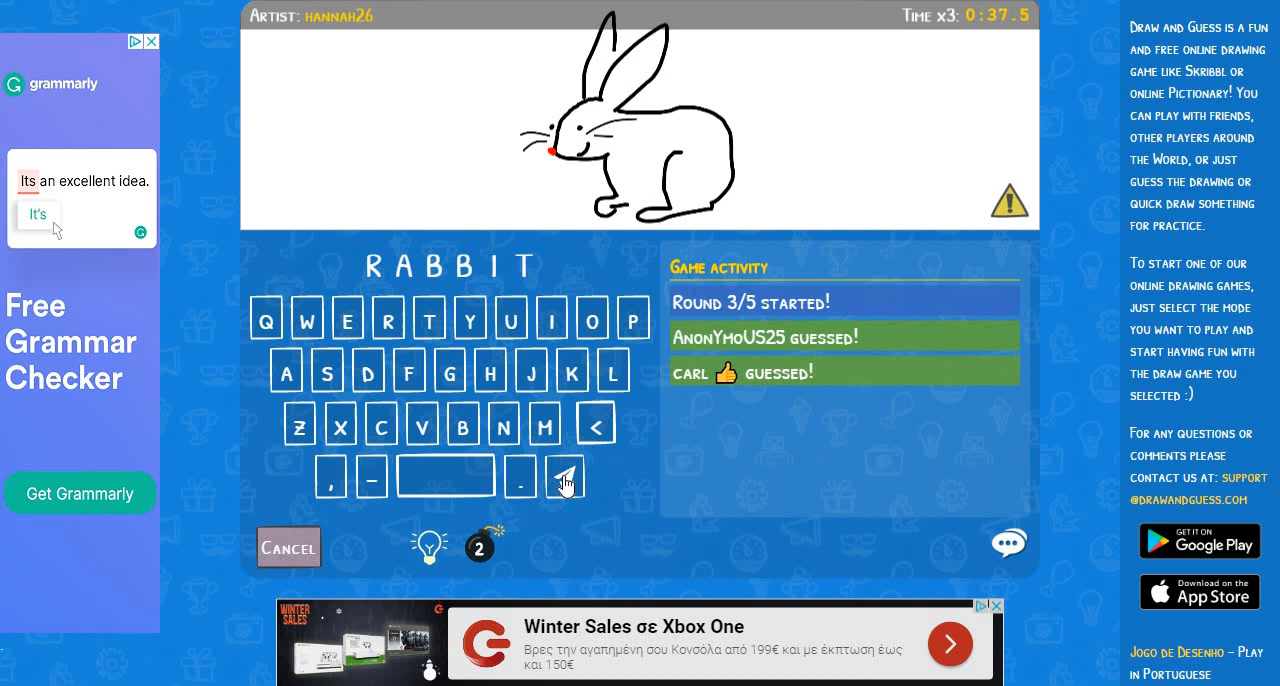 Artist: hannah26
Time x3: 0:37.5
grammarly
Its an excellent idea.
It's
Free
Grammar
Checker
Get Grammarly
RABBIT
Q W E R T Y U I O P
A S D F G H J K L
Z X C V B N M <
, – .
Cancel
2
Game activity
Round 3/5 started!
AnonYmoUS25 guessed!
carl 👍 guessed!
Draw and Guess is a fun
and free online drawing
game like Skribbl or
online Pictionary! You
can play with friends,
other players around
the World, or just
guess the drawing or
quick draw something
for practice.
To start one of our
online drawing games,
just select the mode
you want to play and
start having fun with
the draw game you
selected :)
For any questions or
comments please
contact us at: support
@drawandguess.com
GET IT ON
Google Play
Download on the
App Store
Jogo de Desenho – Play
in Portuguese
WINTER
SALES
Winter Sales σε Xbox One
Βρες την αγαπημένη σου Κονσόλα από 199€ και με έκπτωση έως
και 150€